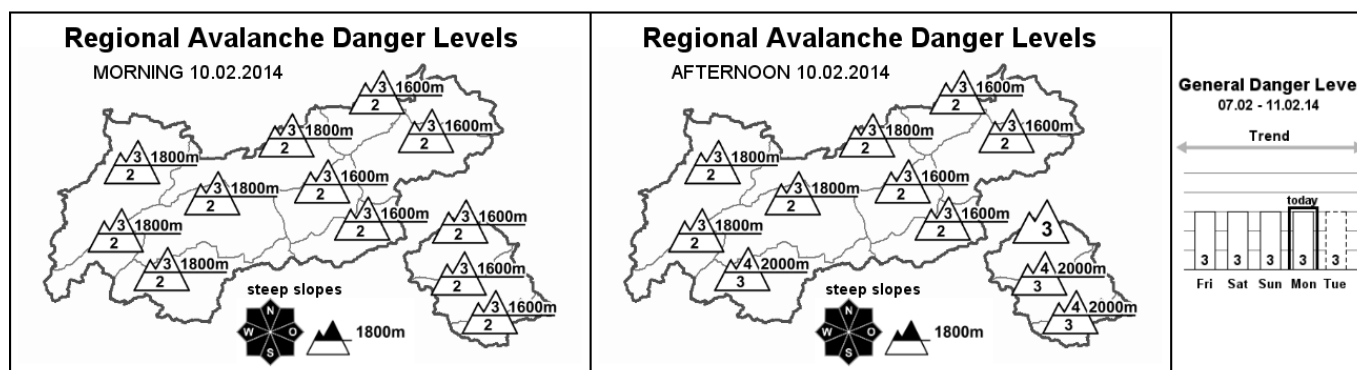 Regional Avalanche Danger Levels
MORNING 10.02.2014
3 1600m
2
3 1800m
2
3 1600m
2
3 1800m
2
3 1800m
2
3 1600m
2
3 1800m
2
3 1600m
2
3 1600m
2
3 1800m
2
3 1600m
2
3 1600m
2
steep slopes
N
W O
S
1800m
Regional Avalanche Danger Levels
AFTERNOON 10.02.2014
3 1600m
2
3 1800m
2
3 1600m
2
3 1800m
2
3 1800m
2
3 1600m
2
3 1800m
2
3 1600m
2
3
4 2000m
3
4 2000m
3
4 2000m
3
steep slopes
N
W O
S
1800m
General Danger Leve
07.02 - 11.02.14
Trend
today
3 3 3 3 3
Fri Sat Sun Mon Tue